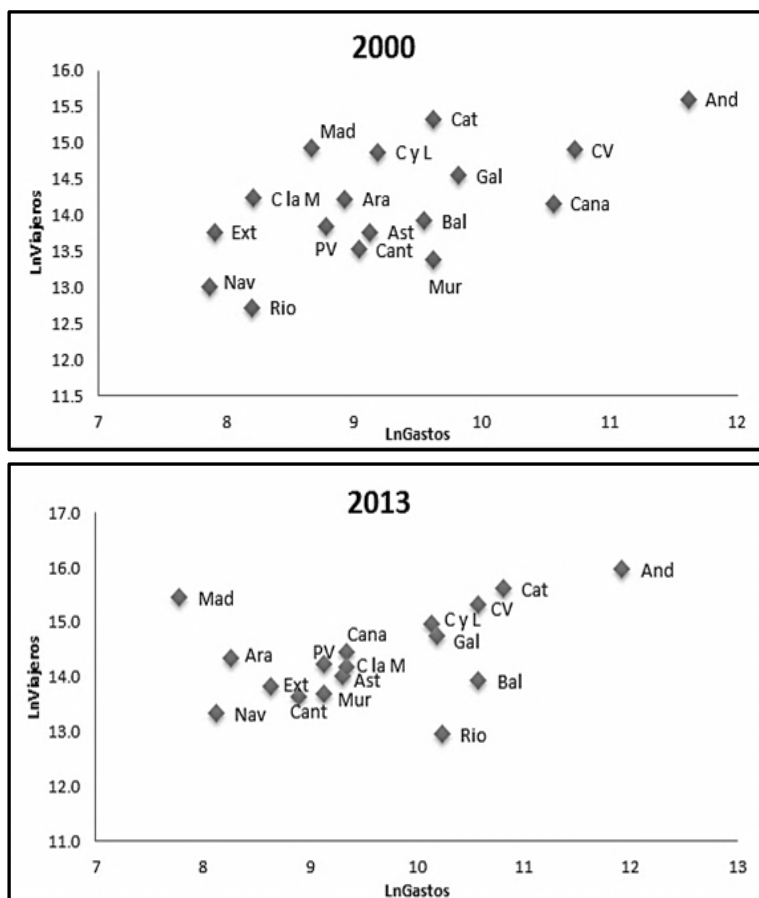 2000
16.0
15.5
15.0
14.5
14.0
13.5
13.0
12.5
12.0
11.5
LnViajeros
And
Cat
Mad
C y L
CV
Gal
C la M
Ara
Cana
Bal
Ext
Ast
PV
Cant
Mur
Nav
Rio
7 8 9 10 11 12
LnGastos
2013
17.0
16.0
15.0
14.0
13.0
12.0
11.0
LnViajeros
And
Cat
Mad
CV
C y L
Cana
Gal
PV
Ara
C la M
Ast
Bal
Ext
Mur
Cant
Nav
Rio
7 8 9 10 11 12 13
LnGastos